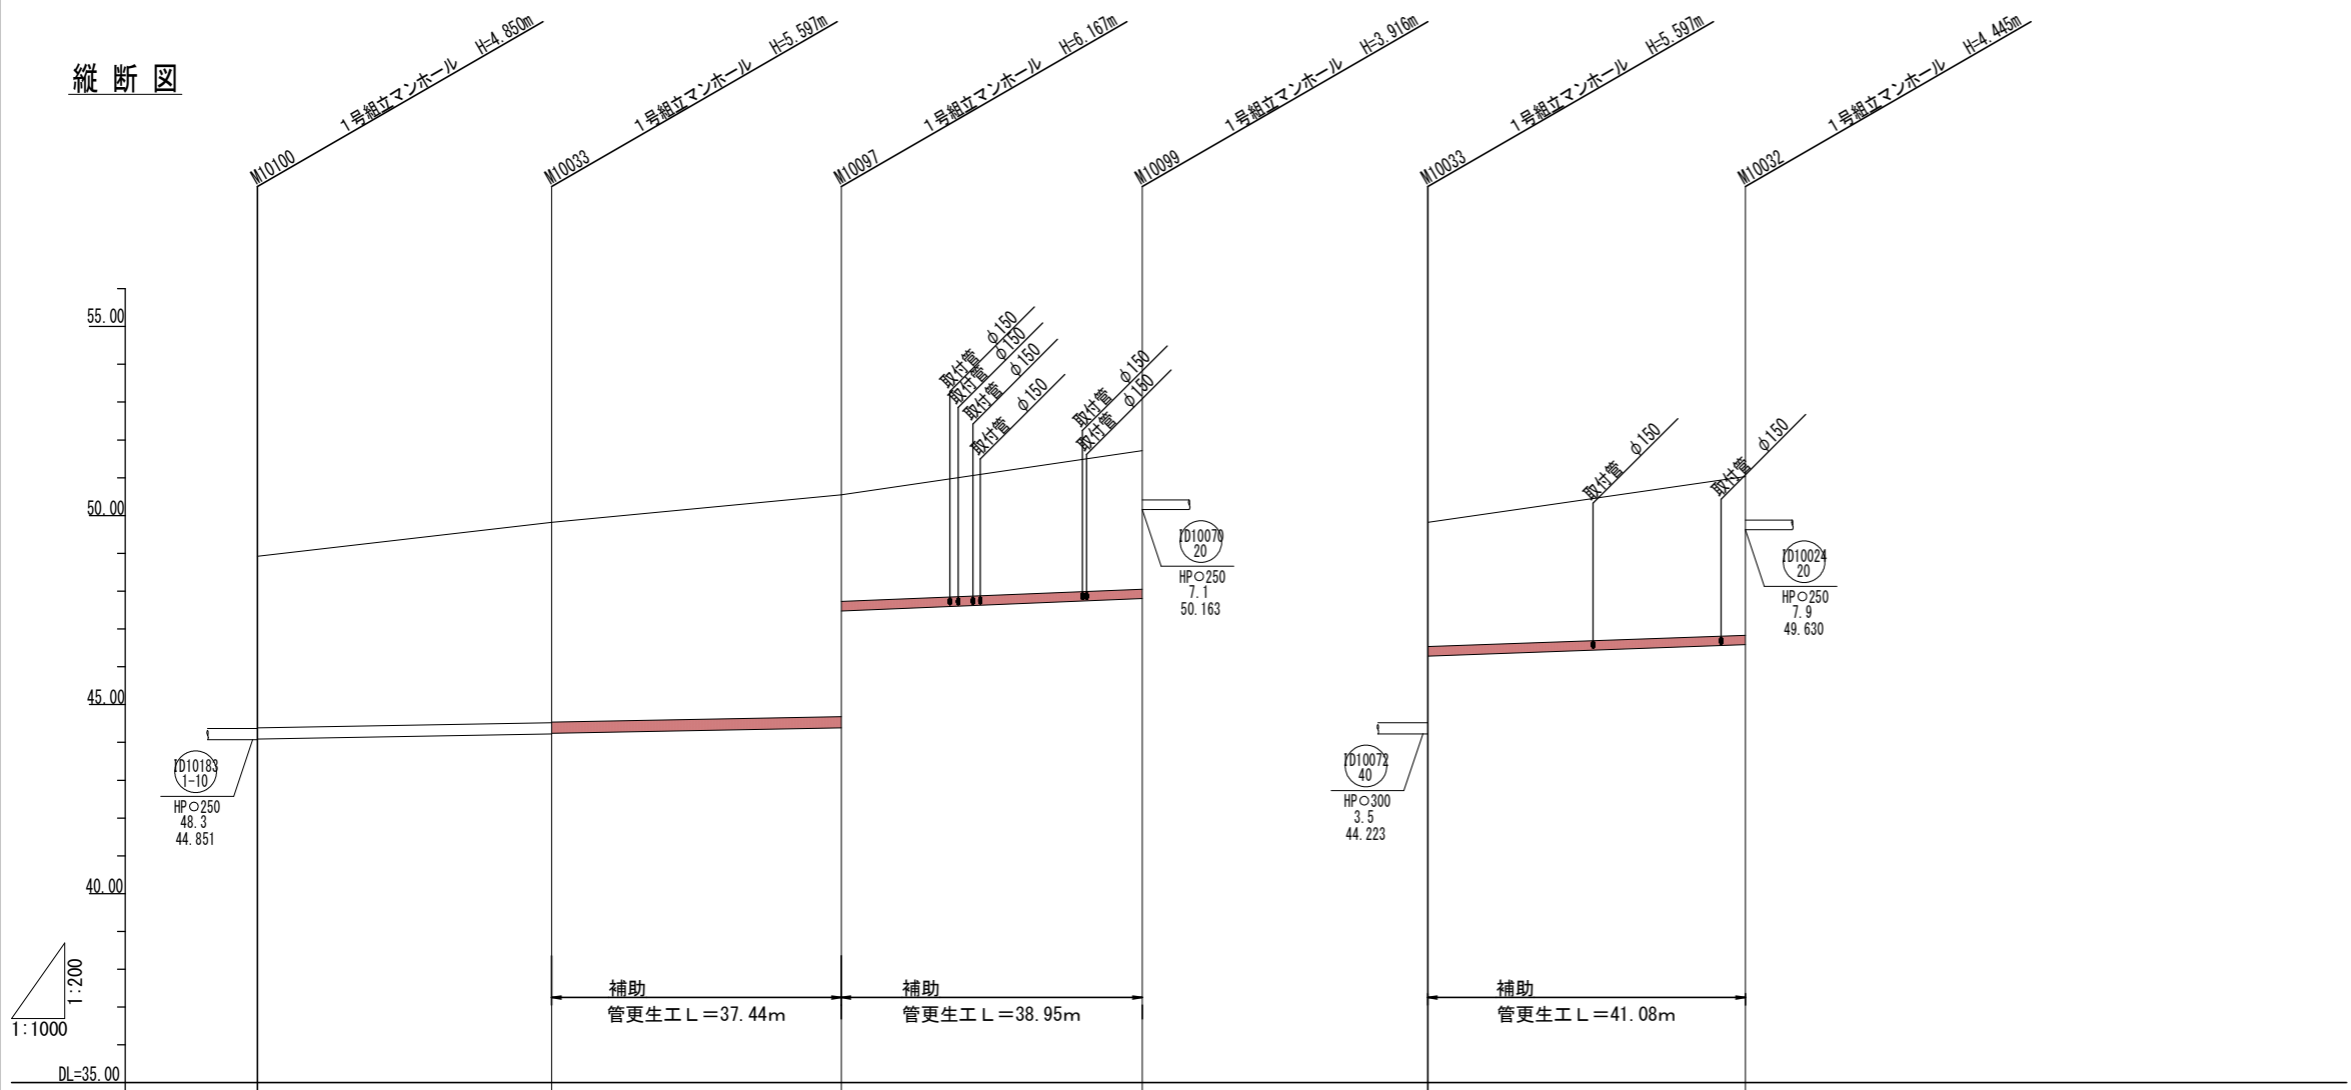 縦断図
M10100
1号組立マンホール H=4.850m
M10033
1号組立マンホール H=5.597m
M10097
1号組立マンホール H=6.167m
M10099
1号組立マンホール H=3.916m
M10033
1号組立マンホール H=5.597m
M10032
1号組立マンホール H=4.445m
55.00
50.00
45.00
40.00
DL=35.00
取付管 φ150
取付管 φ150
取付管 φ150
取付管 φ150
取付管 φ150
取付管 φ150
取付管 φ150
取付管 φ150
ID10070
20
HP○250
7.1
50.163
ID10024
20
HP○250
7.9
49.630
ID10183
1-10
HP○250
48.3
44.851
ID10072
40
HP○300
3.5
44.223
1:200
1:1000
補助
管更生工L=37.44m
補助
管更生工L=38.95m
補助
管更生工L=41.08m